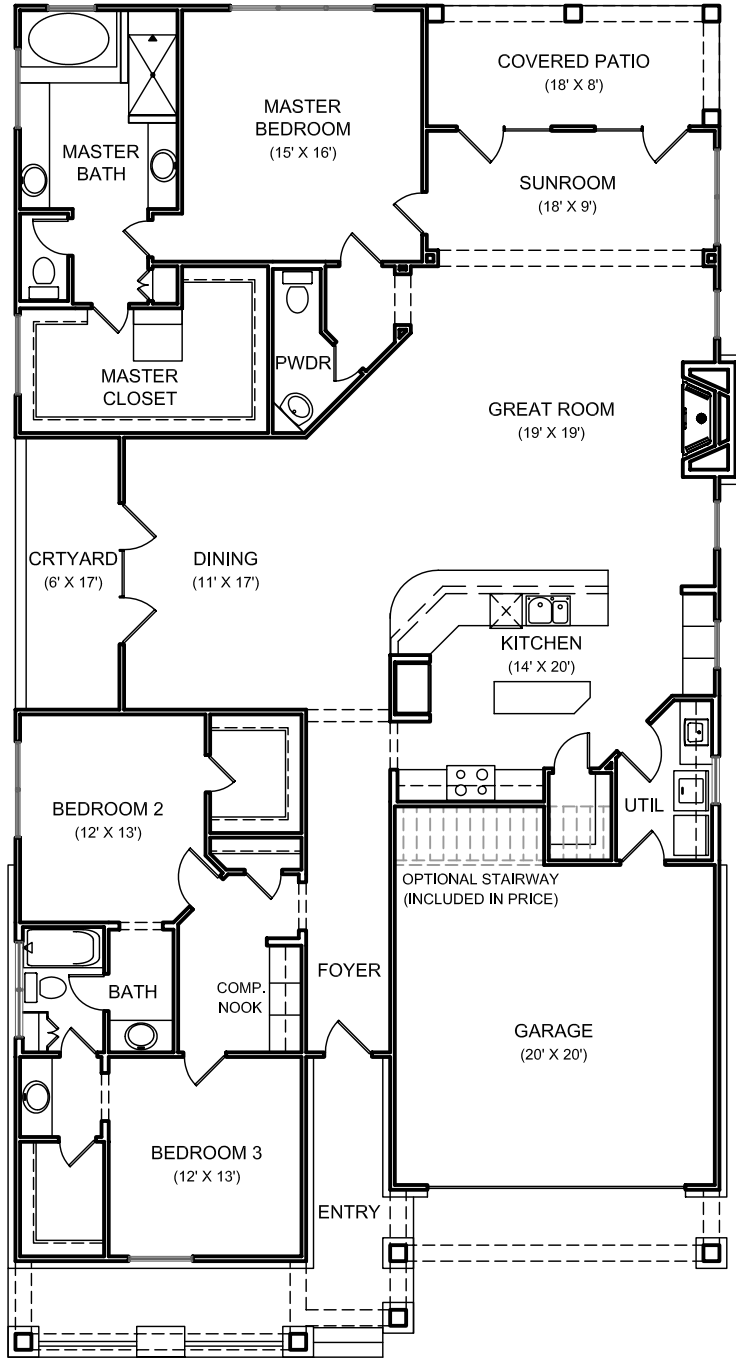 COVERED PATIO
(18' X 8')
MASTER
BEDROOM
(15' X 16')
MASTER
BATH
SUNROOM
(18' X 9')
PWDR
MASTER
CLOSET
GREAT ROOM
(19' X 19')
CRTYARD
(6' X 17')
DINING
(11' X 17')
KITCHEN
(14' X 20')
BEDROOM 2
(12' X 13')
UTIL
OPTIONAL STAIRWAY
(INCLUDED IN PRICE)
FOYER
BATH
COMP.
NOOK
GARAGE
(20' X 20')
BEDROOM 3
(12' X 13')
ENTRY